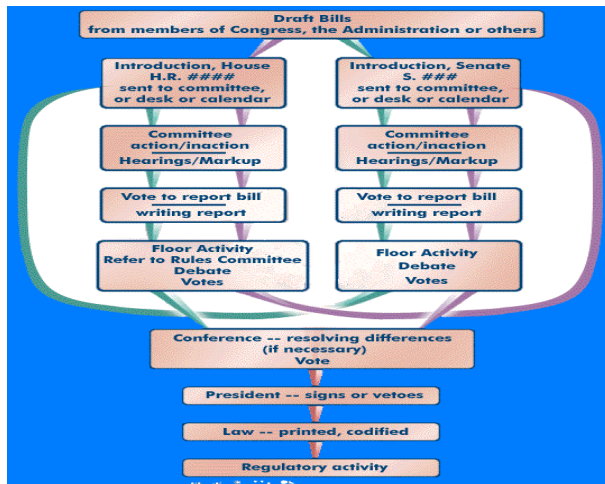 Draft Bills
from members of Congress, the Administration or others
Introduction, House
H.R. ####
sent to committee,
or desk or calendar
Introduction, Senate
S. ###
sent to committee,
or desk or calendar
Committee
action/inaction
Hearings/Markup
Committee
action/inaction
Hearings/Markup
Vote to report bill
writing report
Vote to report bill
writing report
Floor Activity
Refer to Rules Committee
Debate
Votes
Floor Activity
Debate
Votes
Conference -- resolving differences
(if necessary)
Vote
President -- signs or vetoes
Law -- printed, codified
Regulatory activity